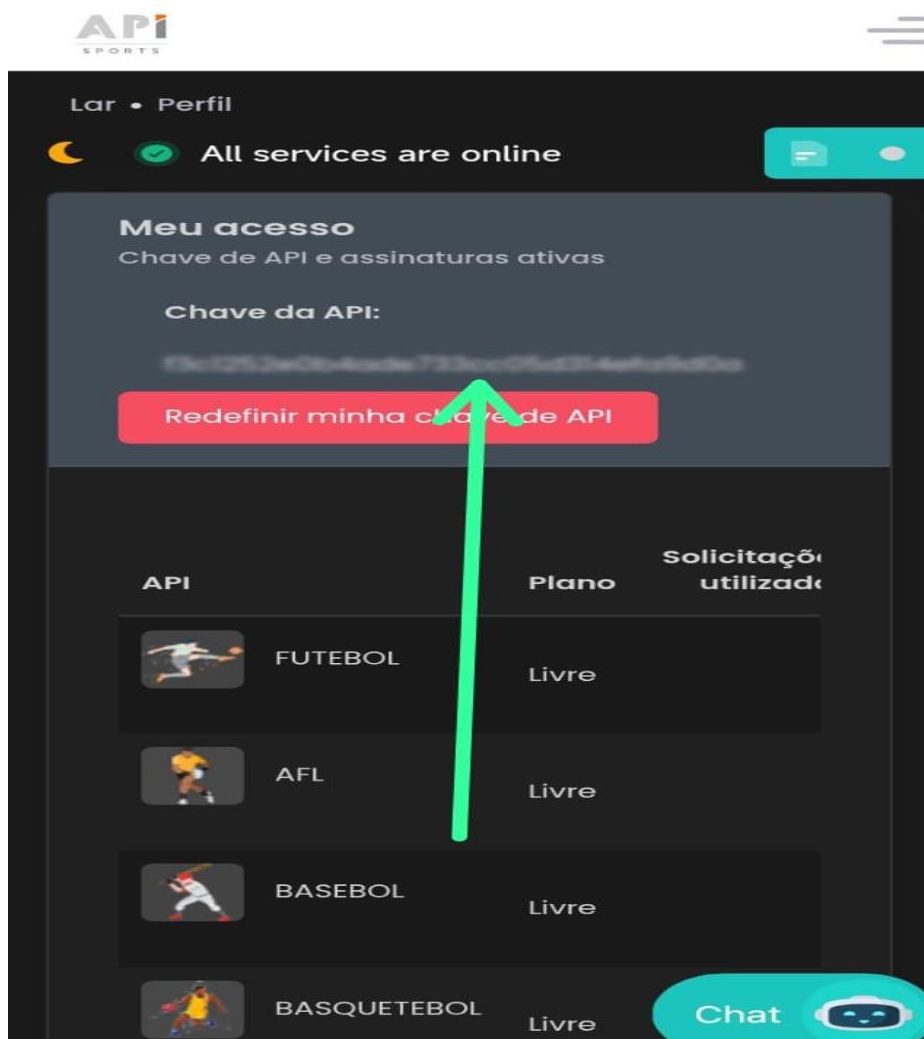 API
SPORTS
Lar • Perfil
All services are online
Meu acesso
Chave de API e assinaturas ativas
Chave da API:
Redefinir minha chave de API
API
Plano
Solicitaçõ
utilizad
FUTEBOL
Livre
AFL
Livre
BASEBOL
Livre
BASQUETEBOL
Livre
Chat